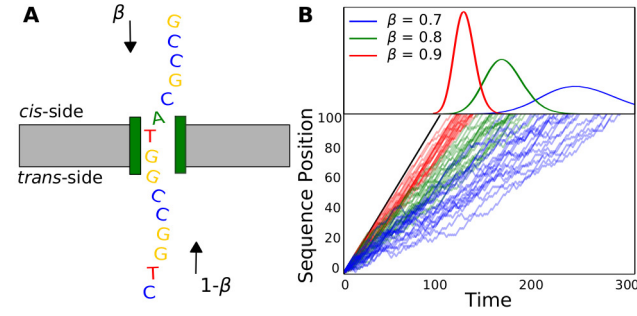 A
β
G
C
C
G
C
A
T
G
G
C
C
G
G
T
C
cis-side
trans-side
1-β
B
β = 0.7
β = 0.8
β = 0.9
Sequence Position
100
80
60
40
20
0
0 100 200 300
Time